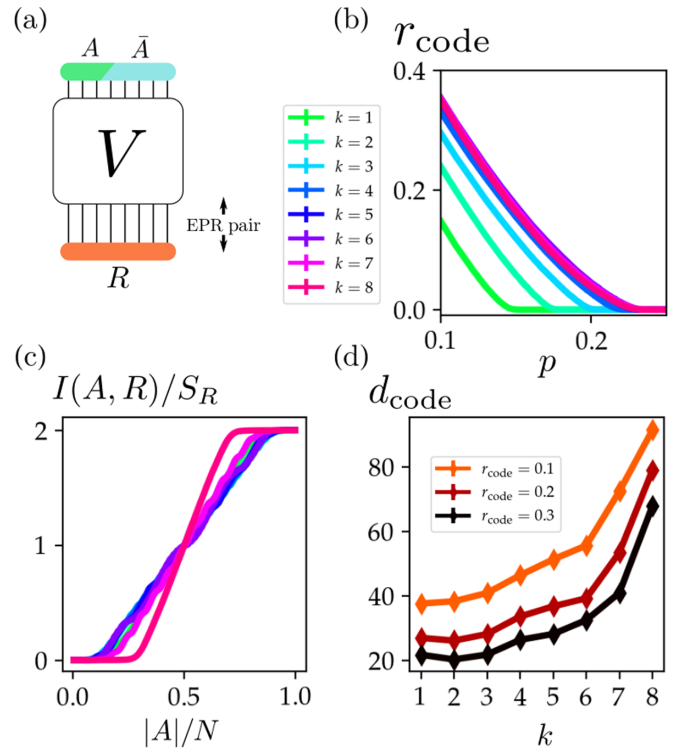 (a)
A Ā
V
EPR pair
R
k = 1
k = 2
k = 3
k = 4
k = 5
k = 6
k = 7
k = 8
(b)
r_code
0.4
0.2
0.0
0.1 0.2
p
(c)
I(A, R)/S_R
2
1
0
0.0 0.5 1.0
|A|/N
(d)
d_code
r_code = 0.1
r_code = 0.2
r_code = 0.3
80
60
40
20
1 2 3 4 5 6 7 8
k